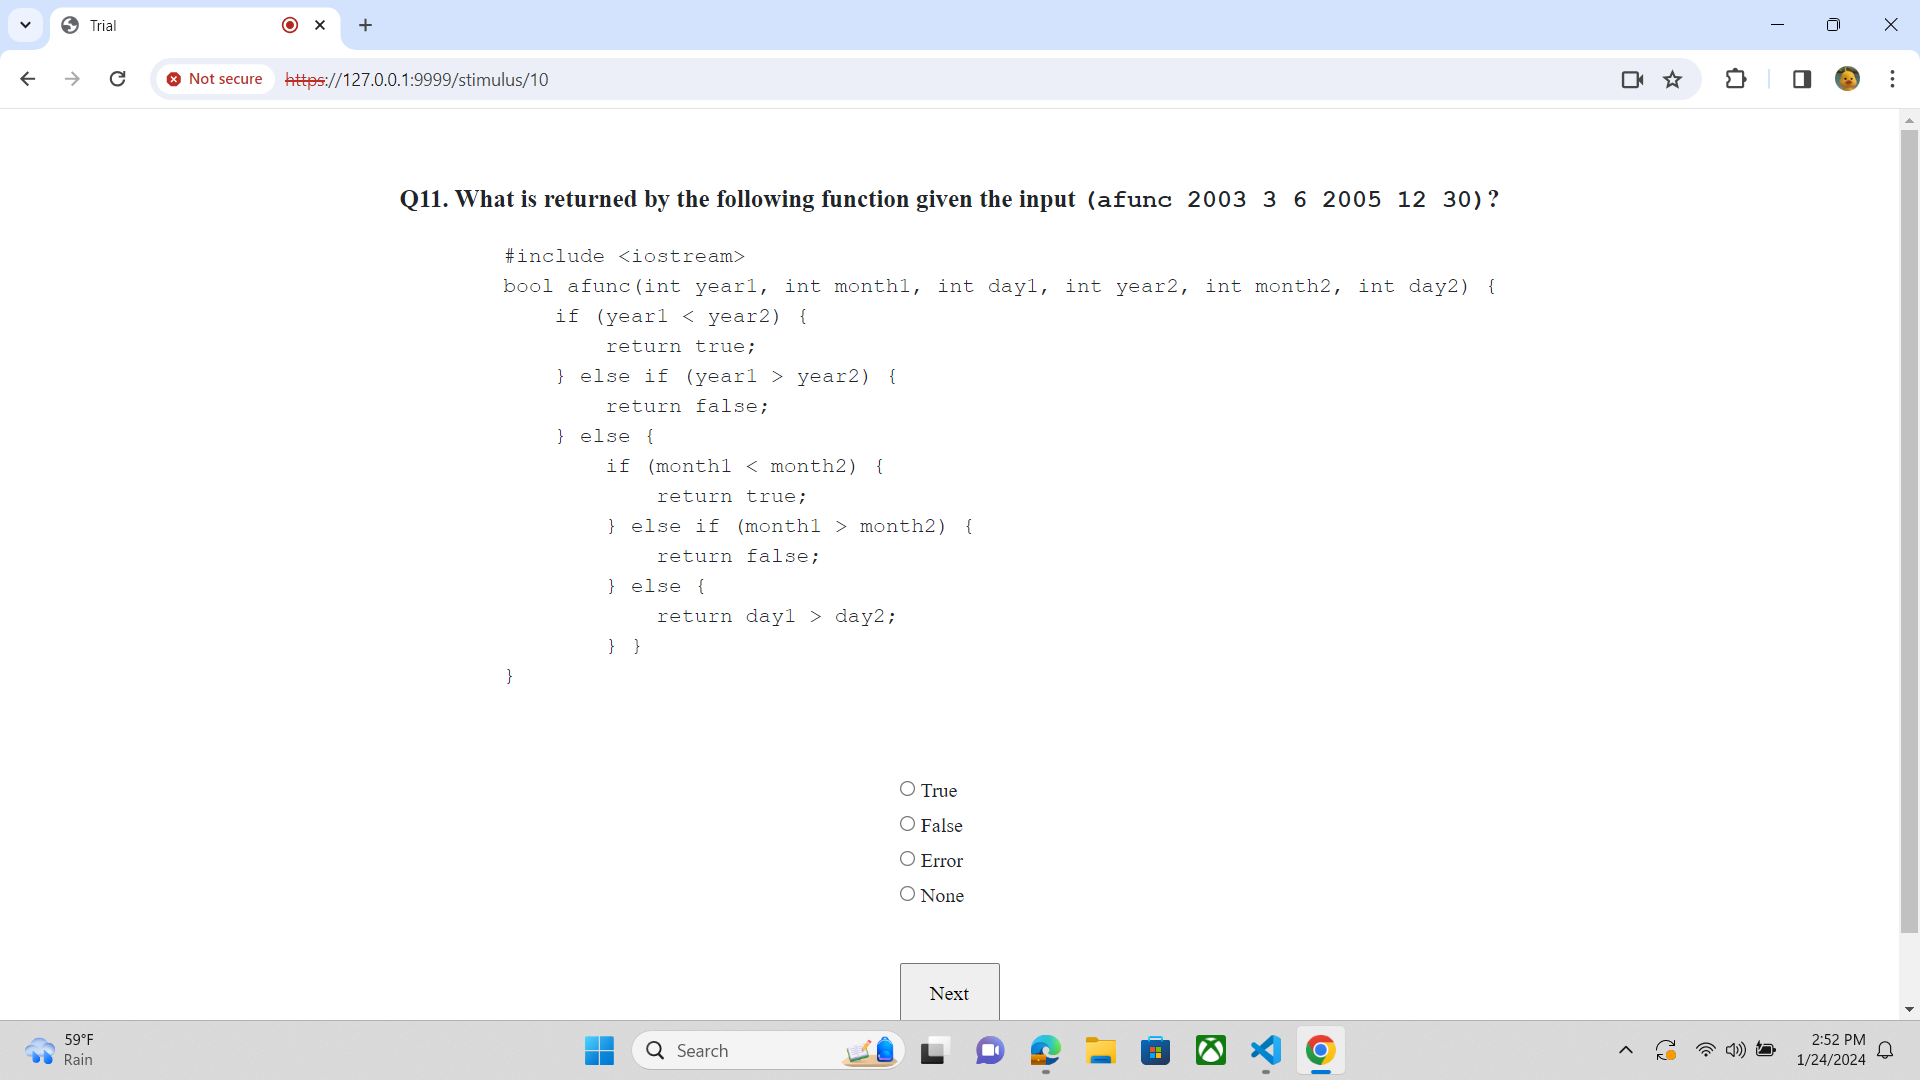 Trial
Not secure https://127.0.0.1:9999/stimulus/10
Q11. What is returned by the following function given the input (afunc 2003 3 6 2005 12 30)?
#include <iostream>
bool afunc(int year1, int month1, int day1, int year2, int month2, int day2) {
    if (year1 < year2) {
        return true;
    } else if (year1 > year2) {
        return false;
    } else {
        if (month1 < month2) {
            return true;
        } else if (month1 > month2) {
            return false;
        } else {
            return day1 > day2;
        } }
}
True
False
Error
None
Next
59°F
Rain
Search
2:52 PM
1/24/2024